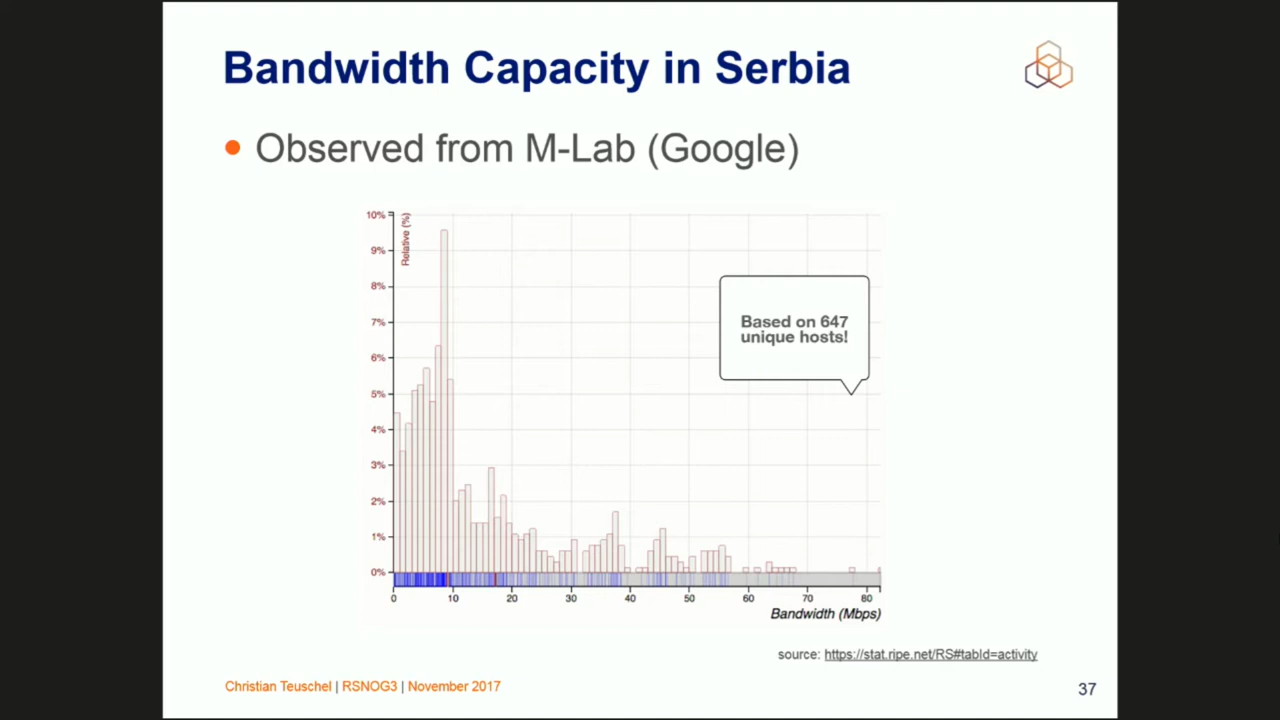 Bandwidth Capacity in Serbia
Observed from M-Lab (Google)
10%
9%
8%
7%
6%
5%
4%
3%
2%
1%
0%
Relative (%)
Based on 647
unique hosts!
0 10 20 30 40 50 60 70 80
Bandwidth (Mbps)
source: https://stat.ripe.net/RS#tabId=activity
Christian Teuschel | RSNOG3 | November 2017
37